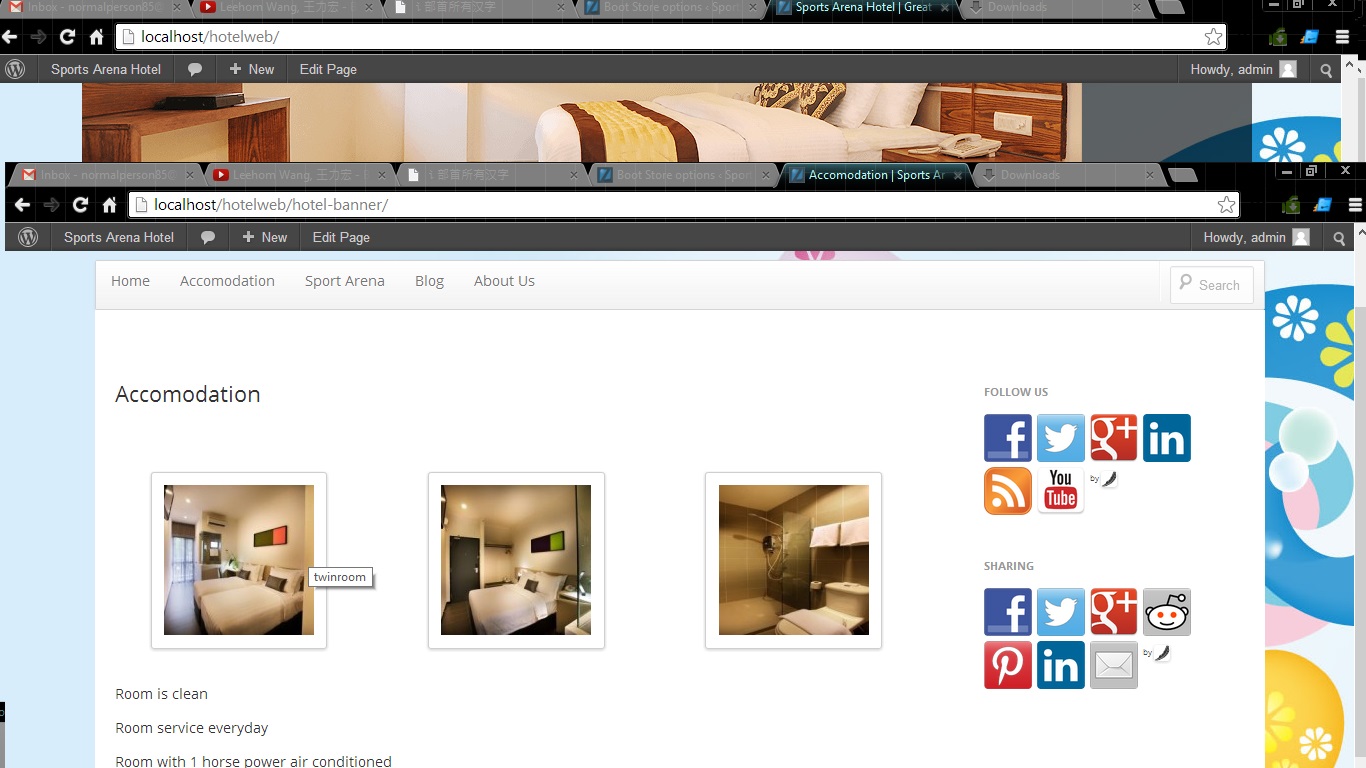 Inbox - normalperson85@
Leehom Wang, 王力宏 - E
部首所有汉字
Boot Store options ‹ Sport
Sports Arena Hotel | Great
Downloads
localhost/hotelweb/
Sports Arena Hotel
New
Edit Page
Howdy, admin
Inbox - normalperson85@
Leehom Wang, 王力宏 - E
部首所有汉字
Boot Store options ‹ Sport
Accomodation | Sports Ar
Downloads
localhost/hotelweb/hotel-banner/
Sports Arena Hotel
New
Edit Page
Howdy, admin
Home
Accomodation
Sport Arena
Blog
About Us
Search
Accomodation
FOLLOW US
You
Tube
by
twinroom
SHARING
by
Room is clean
Room service everyday
Room with 1 horse power air conditioned